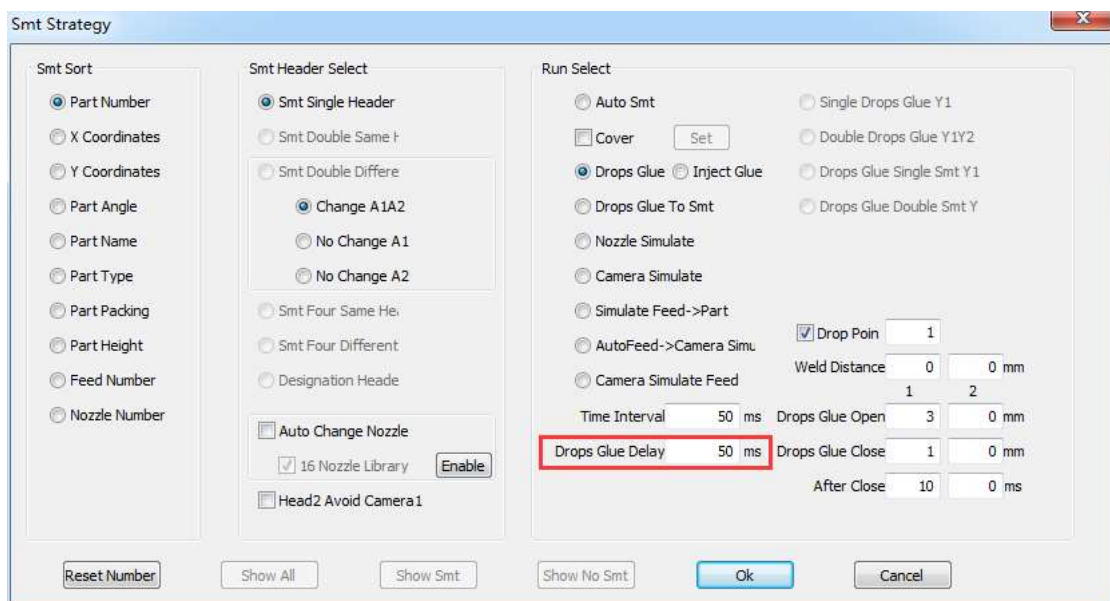 Smt Strategy
Smt Sort
Part Number
X Coordinates
Y Coordinates
Part Angle
Part Name
Part Type
Part Packing
Part Height
Feed Number
Nozzle Number
Smt Header Select
Smt Single Header
Smt Double Same H
Smt Double Differe
Change A1A2
No Change A1
No Change A2
Smt Four Same He
Smt Four Different
Designation Heade
Auto Change Nozzle
16 Nozzle Library Enable
Head2 Avoid Camera1
Run Select
Auto Smt
Cover Set
Drops Glue Inject Glue
Drops Glue To Smt
Nozzle Simulate
Camera Simulate
Simulate Feed->Part
AutoFeed->Camera Simu
Camera Simulate Feed
Time Interval 50 ms
Drops Glue Delay 50 ms
Single Drops Glue Y1
Double Drops Glue Y1Y2
Drops Glue Single Smt Y1
Drops Glue Double Smt Y
Drop Poin 1
Weld Distance 0 0 mm
1 2
Drops Glue Open 3 0 mm
Drops Glue Close 1 0 mm
After Close 10 0 ms
Reset Number Show All Show Smt Show No Smt Ok Cancel